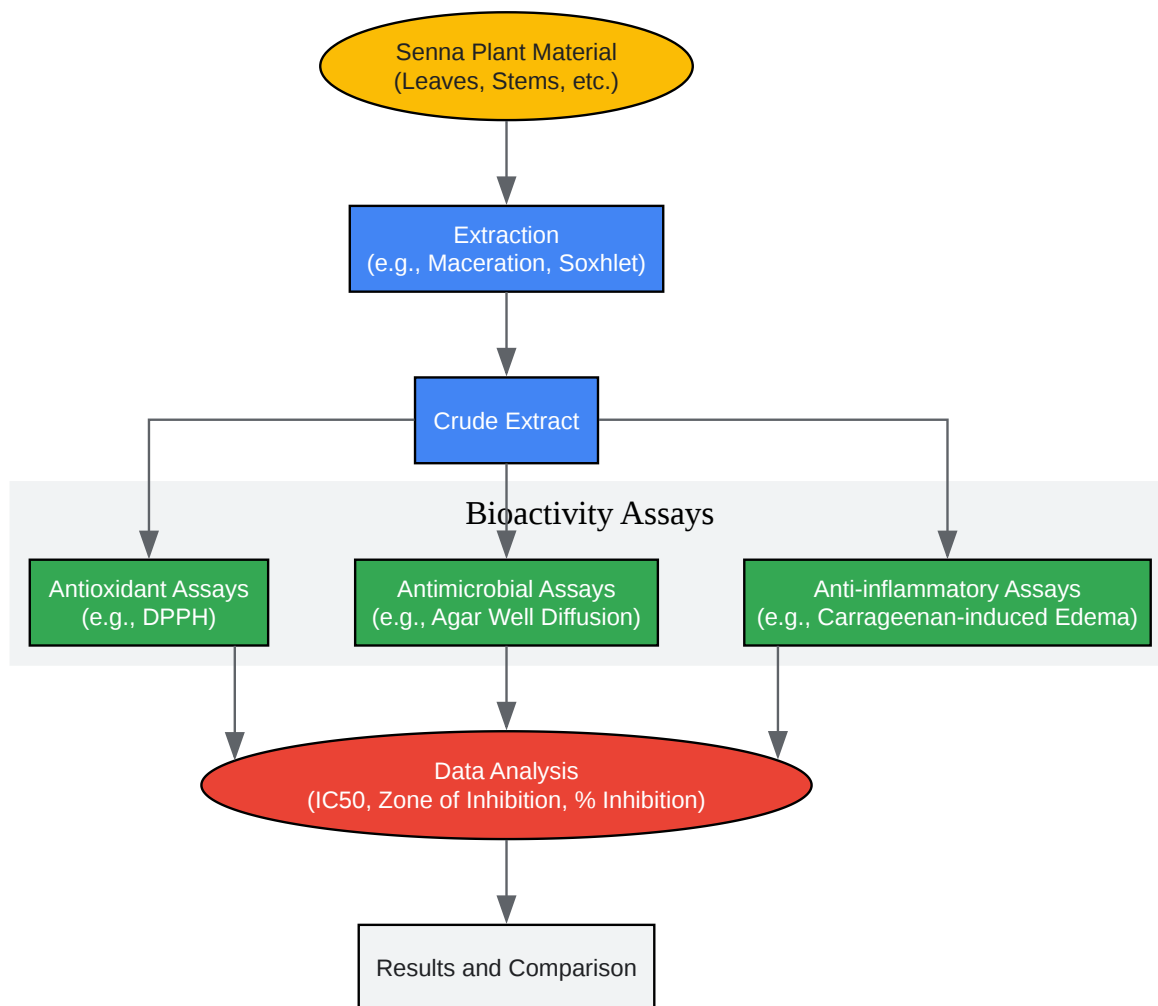 Senna Plant Material
(Leaves, Stems, etc.)
Extraction
(e.g., Maceration, Soxhlet)
Crude Extract
Bioactivity Assays
Antioxidant Assays
(e.g., DPPH)
Antimicrobial Assays
(e.g., Agar Well Diffusion)
Anti-inflammatory Assays
(e.g., Carrageenan-induced Edema)
Data Analysis
(IC50, Zone of Inhibition, % Inhibition)
Results and Comparison